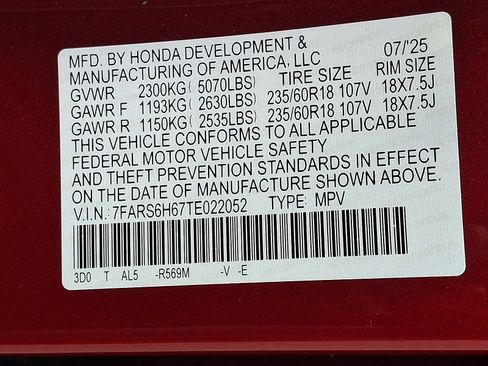 MFD. BY HONDA DEVELOPMENT & 07/'25
MANUFACTURING OF AMERICA, LLC
TIRE SIZE RIM SIZE
GVWR 2300KG( 5070LBS)
GAWR F 1193KG( 2630LBS) 235/60R18 107V 18X7.5J
GAWR R 1150KG( 2535LBS) 235/60R18 107V 18X7.5J
THIS VEHICLE CONFORMS TO ALL APPLICABLE
FEDERAL MOTOR VEHICLE SAFETY
AND THEFT PREVENTION STANDARDS IN EFFECT
ON THE DATE OF MANUFACTURE SHOWN ABOVE.
V.I.N.:7FARS6H67TE022052 TYPE: MPV
3D0 T AL5 -R569M -V -E